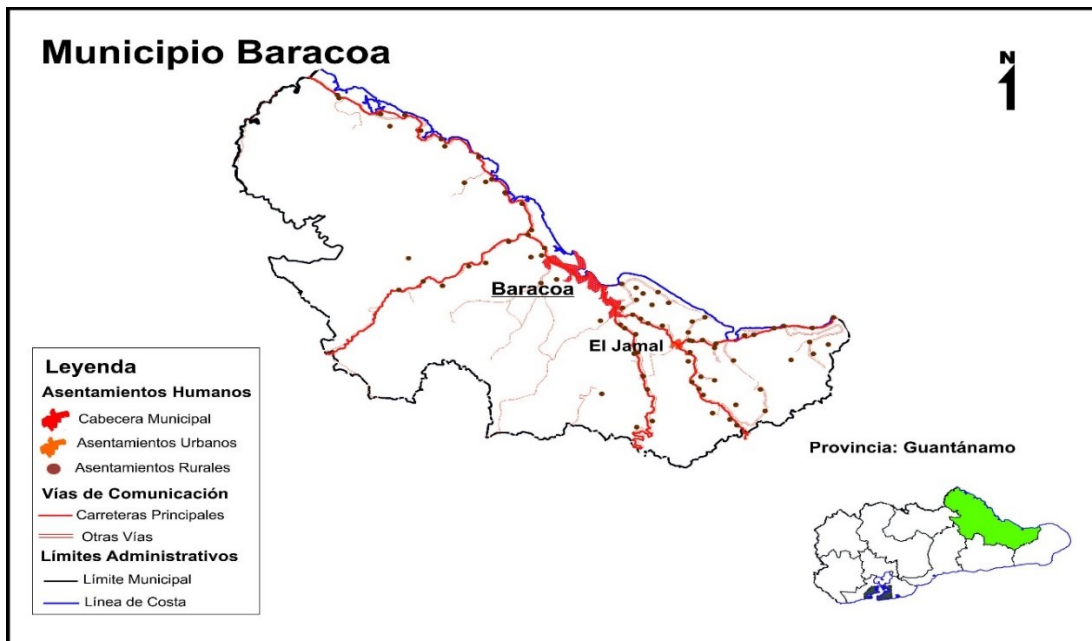 Municipio Baracoa
N
Baracoa
El Jamal
Leyenda
Asentamientos Humanos
Cabecera Municipal
Asentamientos Urbanos
Asentamientos Rurales
Vías de Comunicación
Carreteras Principales
Otras Vías
Límites Administrativos
Límite Municipal
Línea de Costa
Provincia: Guantánamo